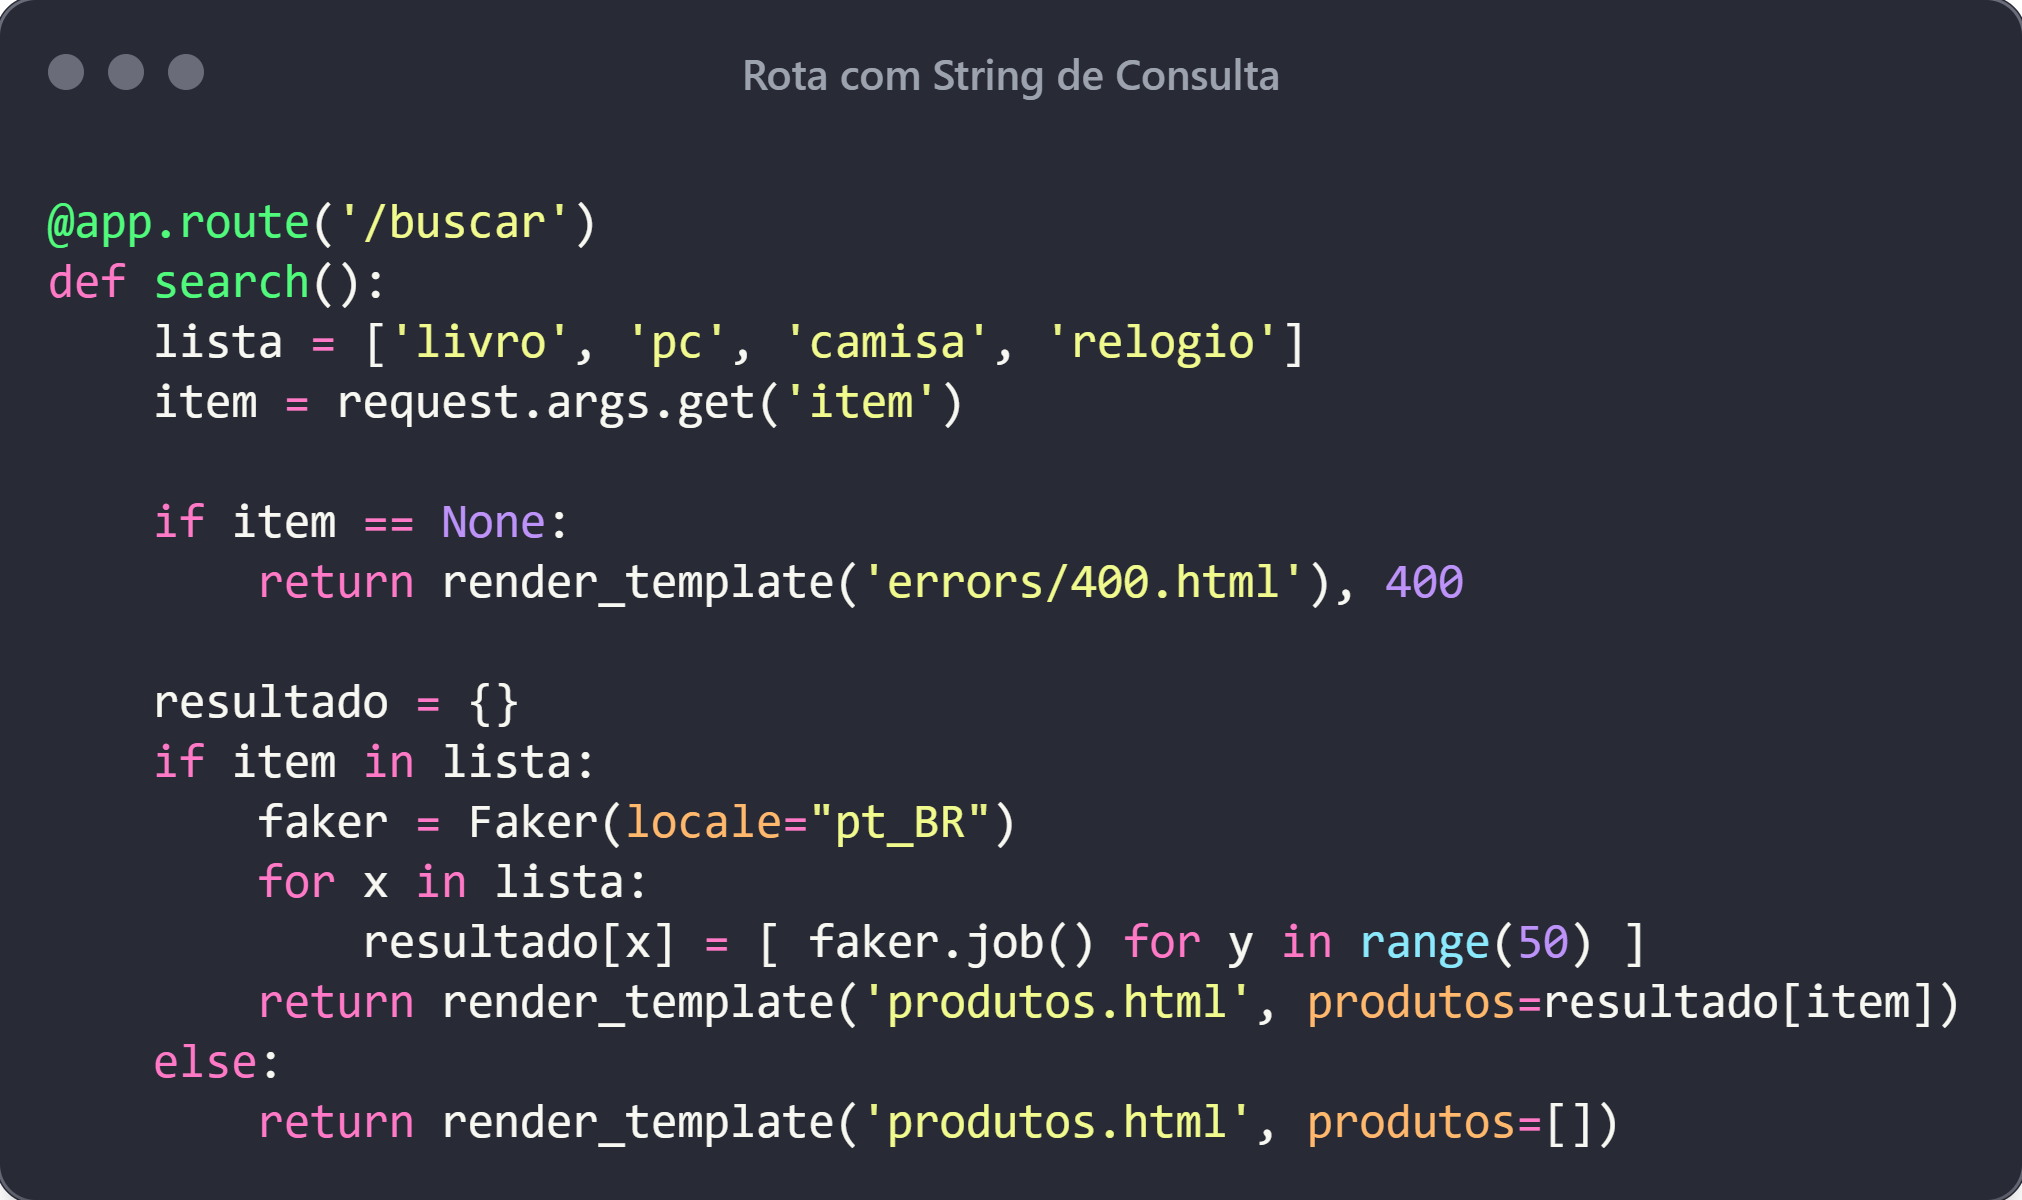 Rota com String de Consulta
@app.route('/buscar')
def search():
    lista = ['livro', 'pc', 'camisa', 'relogio']
    item = request.args.get('item')
    if item == None:
        return render_template('errors/400.html'), 400
    resultado = {}
    if item in lista:
        faker = Faker(locale="pt_BR")
        for x in lista:
            resultado[x] = [ faker.job() for y in range(50) ]
        return render_template('produtos.html', produtos=resultado[item])
    else:
        return render_template('produtos.html', produtos=[])